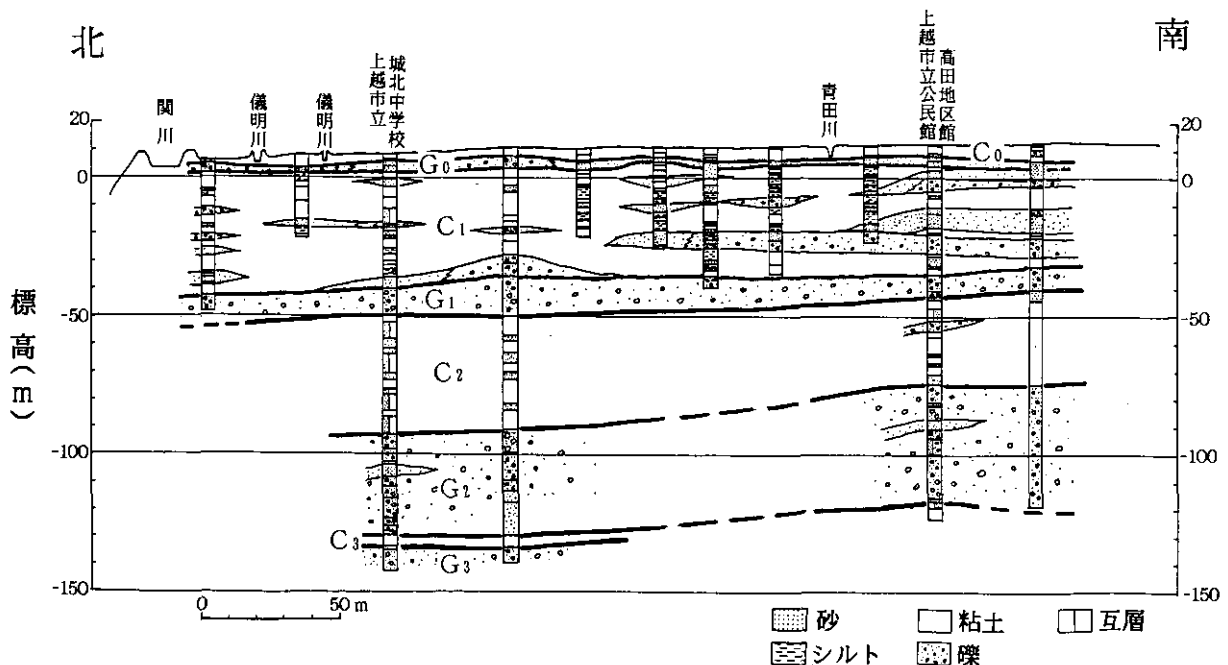 北
南
関川
儀明川
儀明川
上越市立
城北中学校
青田川
上越市立公民館
高田地区館
20
0
-50
-100
-150
標高(m)
20
0
-50
-100
-150
G0
C0
C1
G1
C2
G2
C3
G3
0 50m
砂 粘土 互層
シルト 礫